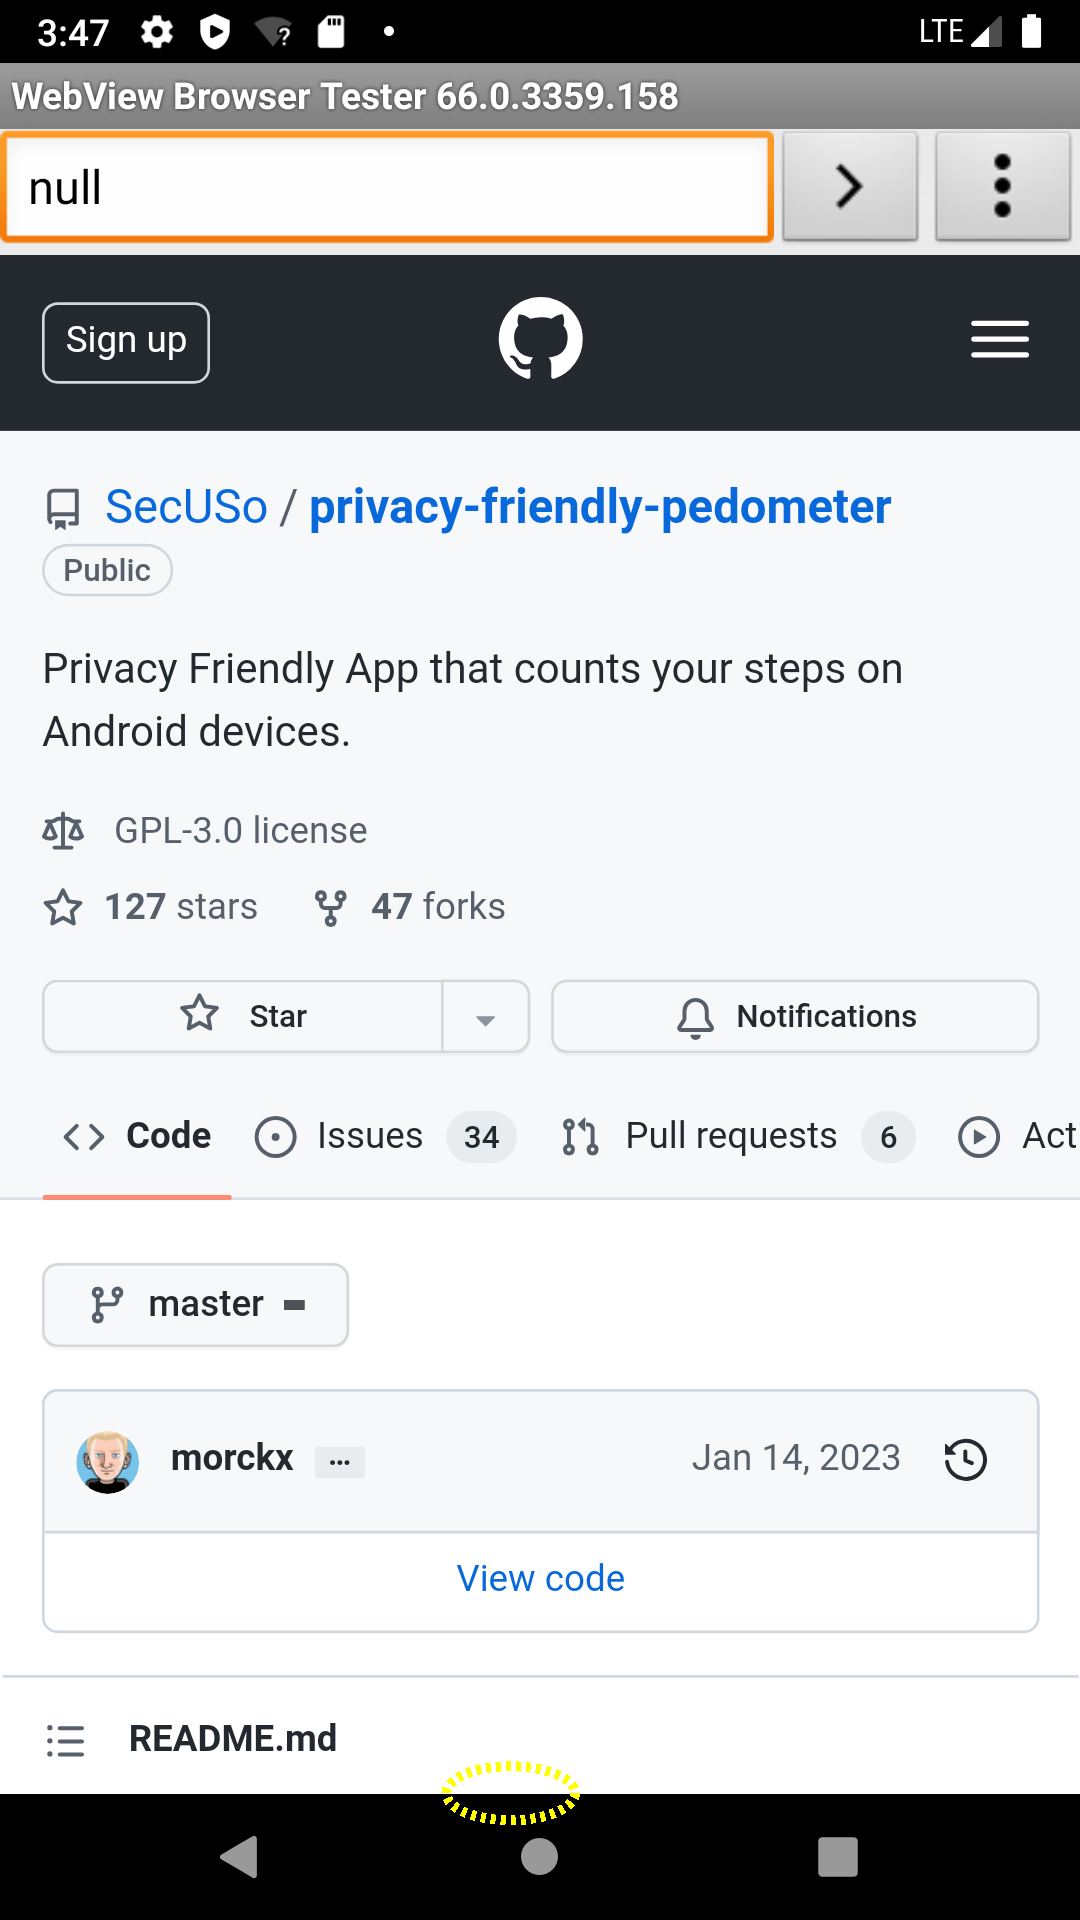 3:47
LTE
WebView Browser Tester 66.0.3359.158
null
Sign up
SecUSo / privacy-friendly-pedometer
Public
Privacy Friendly App that counts your steps on
Android devices.
GPL-3.0 license
127 stars 47 forks
Star Notifications
Code Issues 34 Pull requests 6 Act
master
morckx ... Jan 14, 2023
View code
README.md